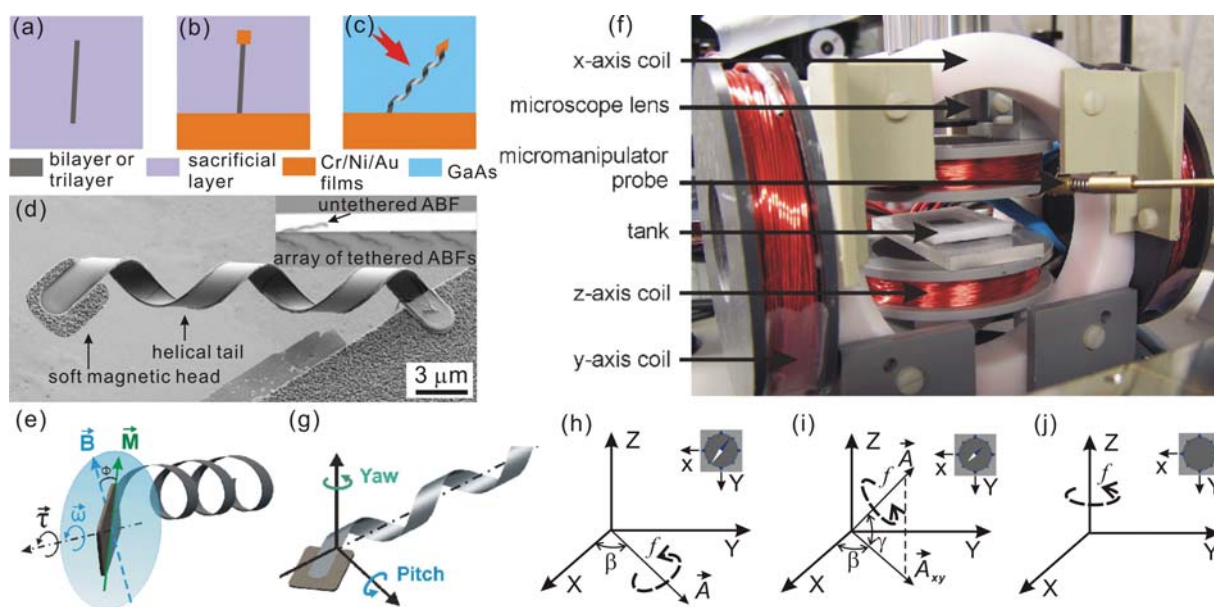 (a)
(b)
(c)
bilayer or
trilayer
sacrificial
layer
Cr/Ni/Au
films
GaAs
(d)
untethered ABF
array of tethered ABFs
helical tail
soft magnetic head
3 μm
(e)
B
M
Φ
τ
ω
(f)
x-axis coil
microscope lens
micromanipulator
probe
tank
z-axis coil
y-axis coil
(g)
Yaw
Pitch
(h)
Z
Y
X
β
f
A
x
Y
(i)
Z
Y
X
β
γ
f
A
Axy
x
Y
(j)
Z
Y
X
f
x
Y